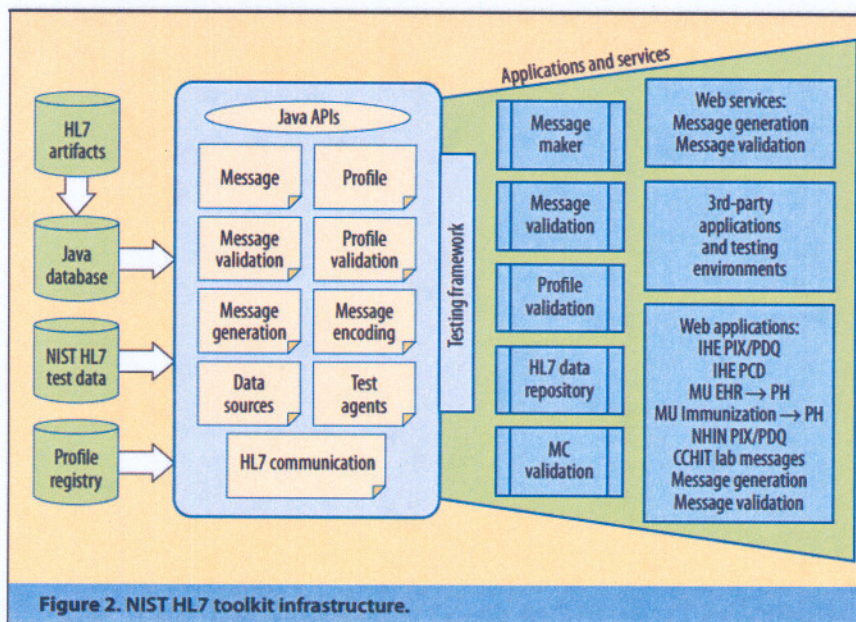 HL7
artifacts
Java
database
NIST HL7
test data
Profile
registry
Java APIs
Message
Profile
Message
validation
Profile
validation
Message
generation
Message
encoding
Data
sources
Test
agents
HL7 communication
Testing framework
Applications and services
Message
maker
Message
validation
Profile
validation
HL7 data
repository
MC
validation
Web services:
Message generation
Message validation
3rd-party
applications
and testing
environments
Web applications:
IHE PIX/PDQ
IHE PCD
MU EHR → PH
MU Immunization → PH
NHIN PIX/PDQ
CCHIT lab messages
Message generation
Message validation
Figure 2. NIST HL7 toolkit infrastructure.